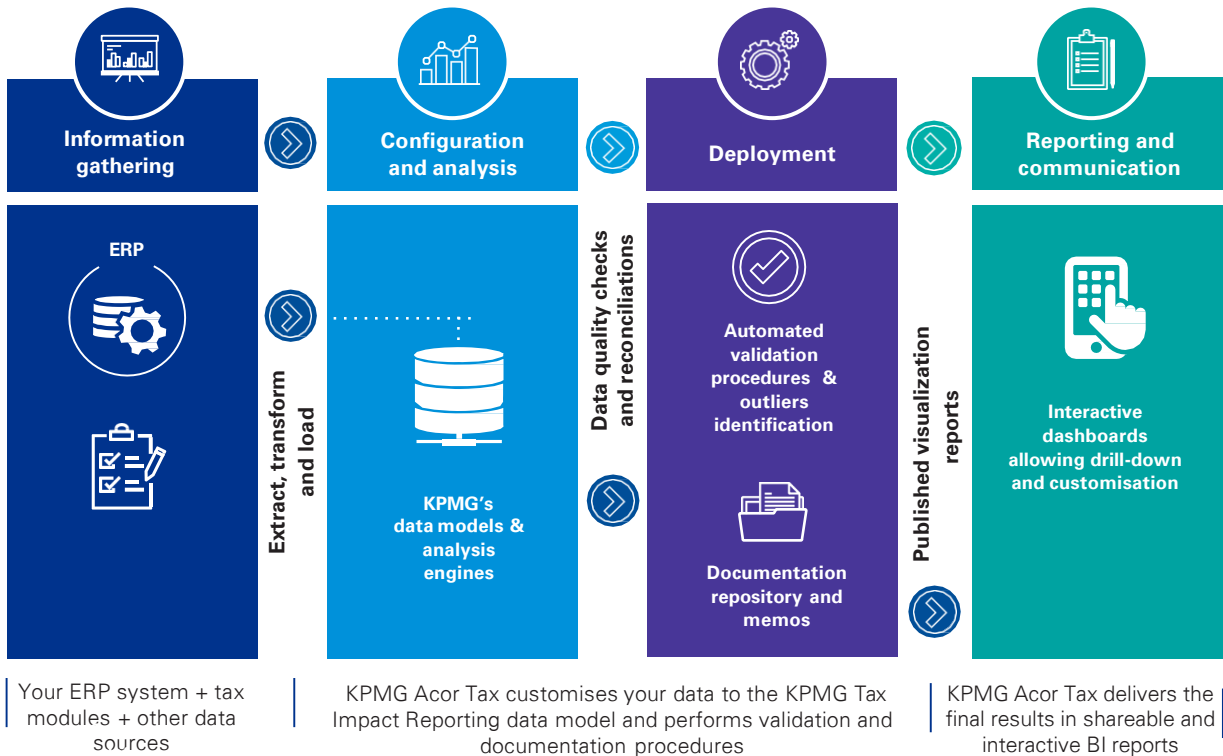 Information
gathering
Configuration
and analysis
Deployment
Reporting and
communication
ERP
Extract, transform
and load
KPMG's
data models &
analysis
engines
Data quality checks
and reconciliations
Automated
validation
procedures &
outliers
identification
Documentation
repository and
memos
Published visualization
reports
Interactive
dashboards
allowing drill-down
and customisation
Your ERP system + tax
modules + other data
sources
KPMG Acor Tax customises your data to the KPMG Tax
Impact Reporting data model and performs validation and
documentation procedures
KPMG Acor Tax delivers the
final results in shareable and
interactive BI reports